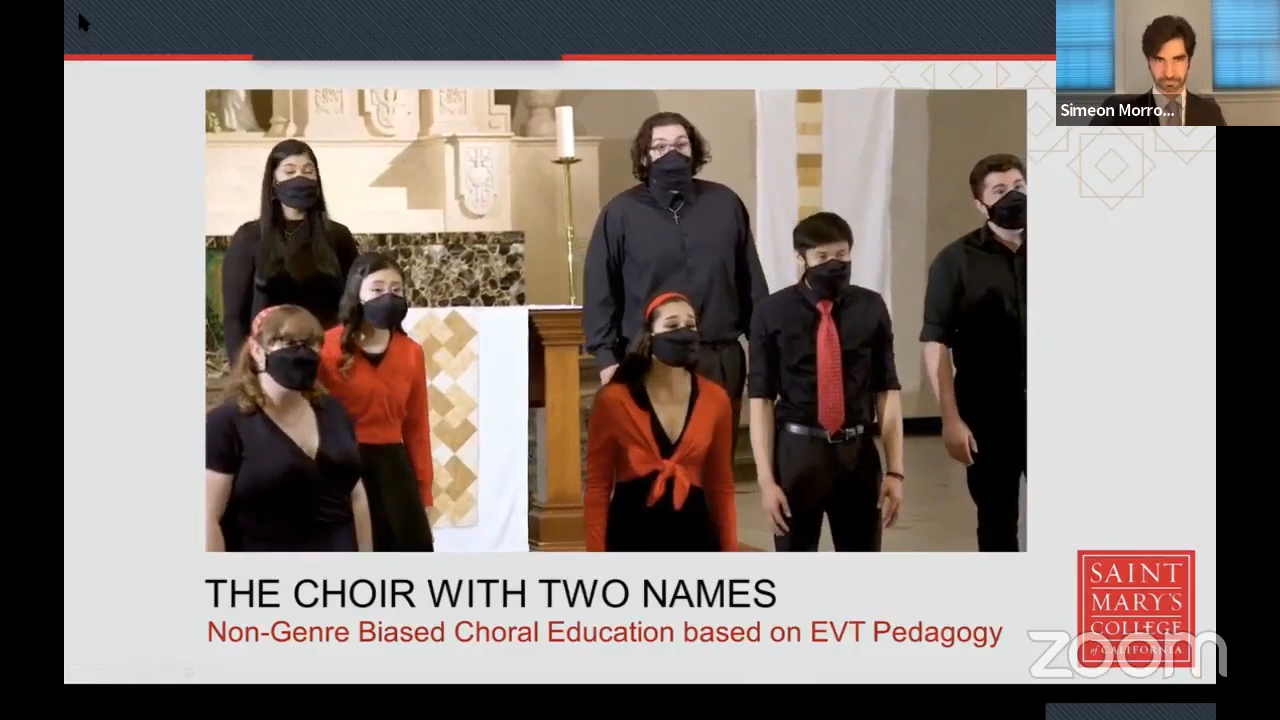 Simeon Morro...
THE CHOIR WITH TWO NAMES
Non-Genre Biased Choral Education based on EVT Pedagogy
SAINT
MARY'S
COLLEGE
of CALIFORNIA
zoom